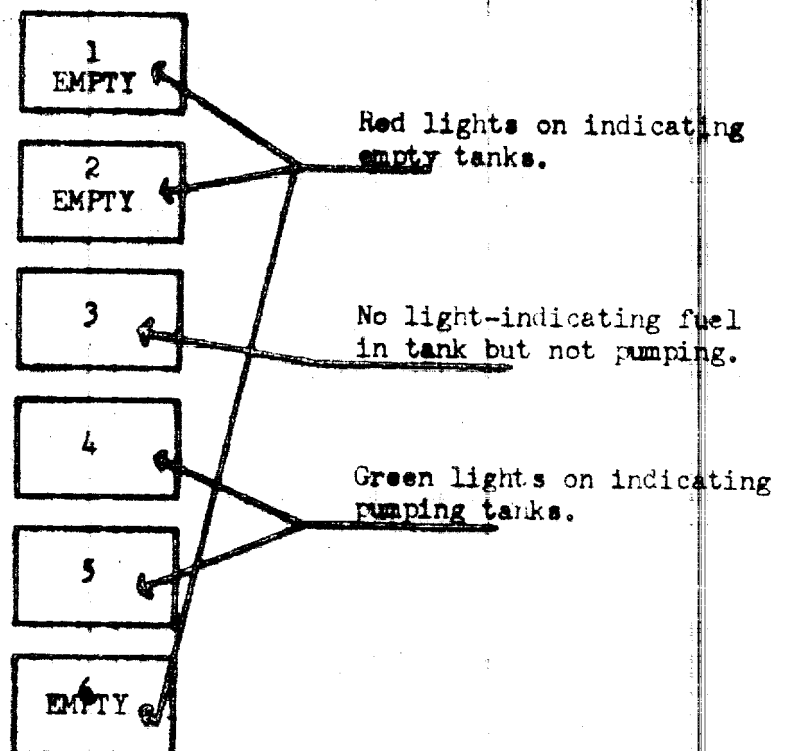 1
EMPTY
Red lights on indicating
empty tanks.
2
EMPTY
3
No light-indicating fuel
in tank but not pumping.
4
Green lights on indicating
pumping tanks.
5
6
EMPTY